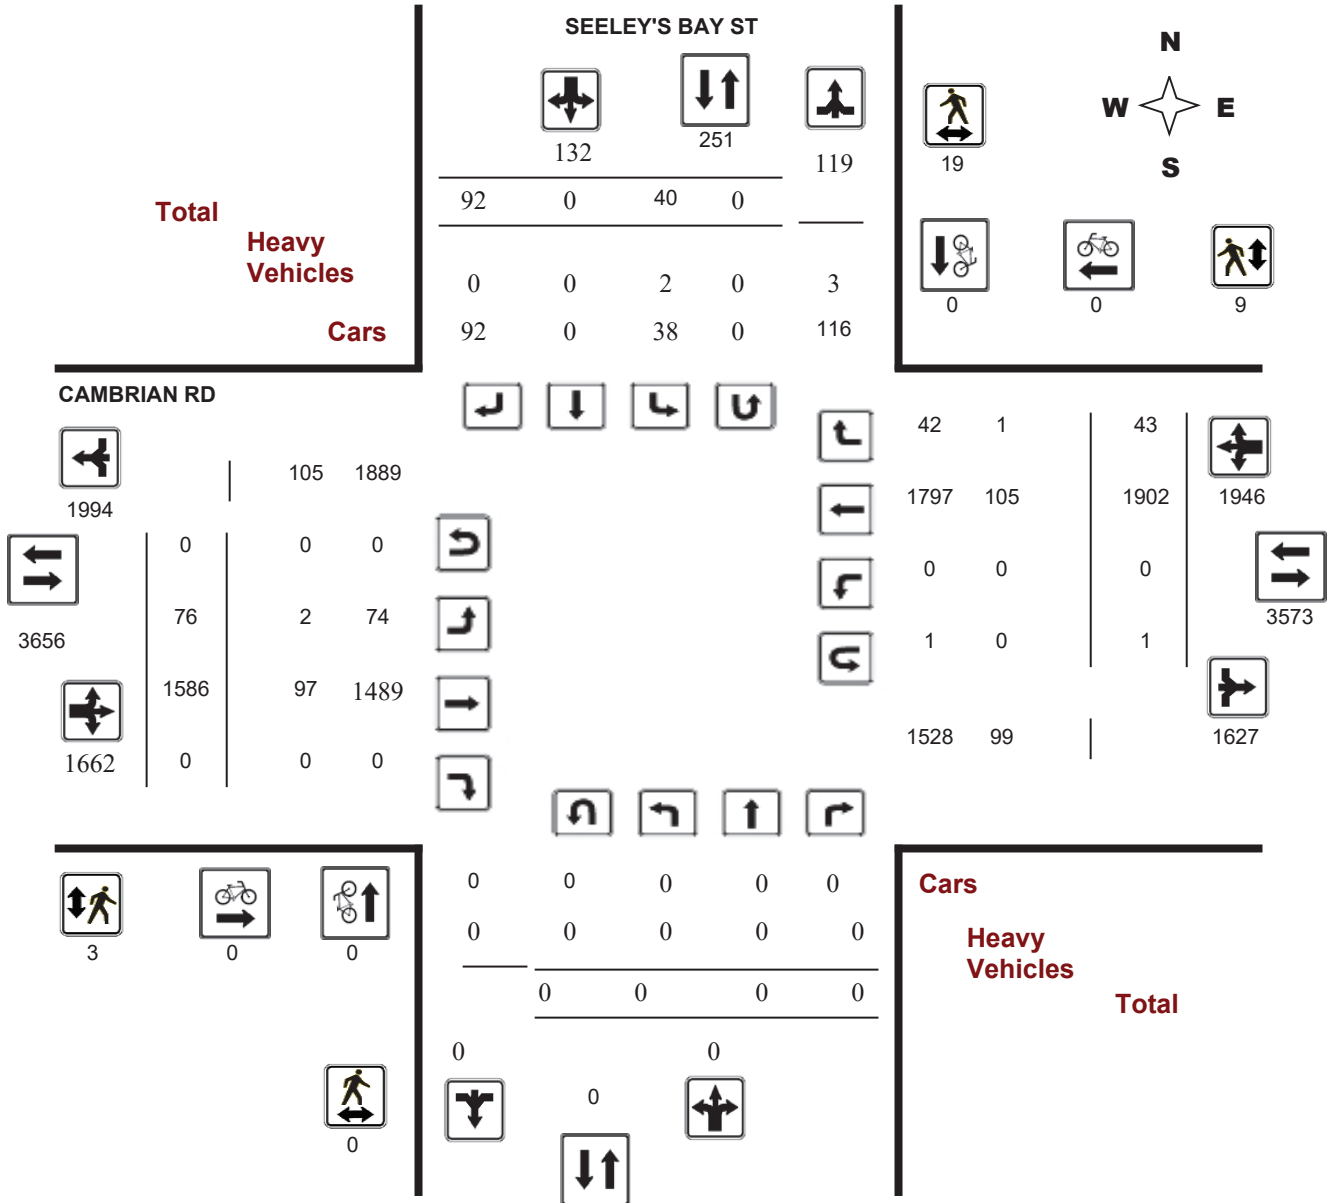 SEELEY'S BAY ST
N
W E
S
132 251 119 19
92 0 40 0
Total
Heavy
Vehicles
0 0 2 0 3
0 0 9
Cars 92 0 38 0 116
CAMBRIAN RD
42 1 43
105 1889
1994
1797 105 1902 1946
0 0 0
0 0 0
3573
76 2 74
3656
1 0 1
1586 97 1489
1528 99 1627
1662 0 0 0
0 0 0 0 0
Cars
0 0 0 0 0
Heavy
Vehicles
3 0 0
0 0 0 0
Total
0 0
0
0